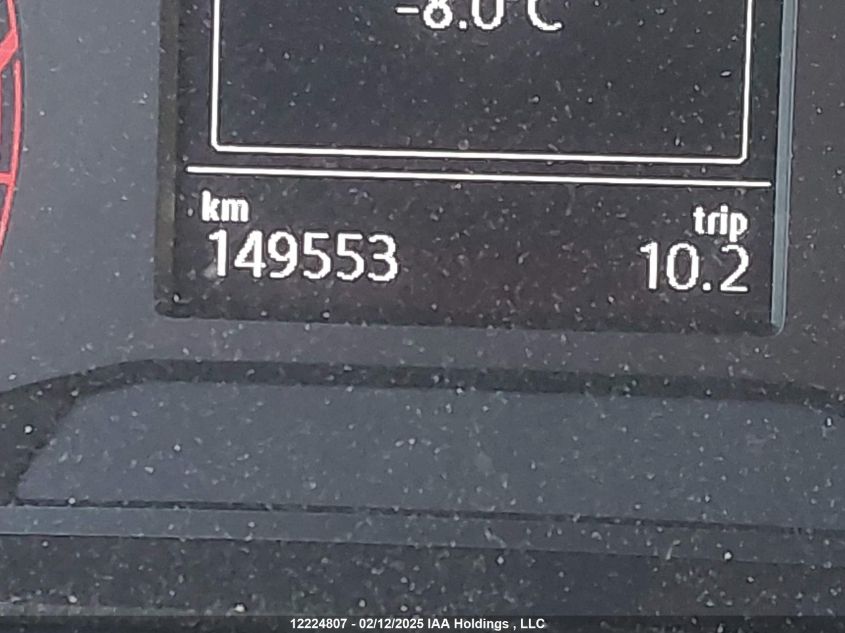 -8.0°C
km
trip
149553
10.2
12224807 - 02/12/2025 IAA Holdings , LLC